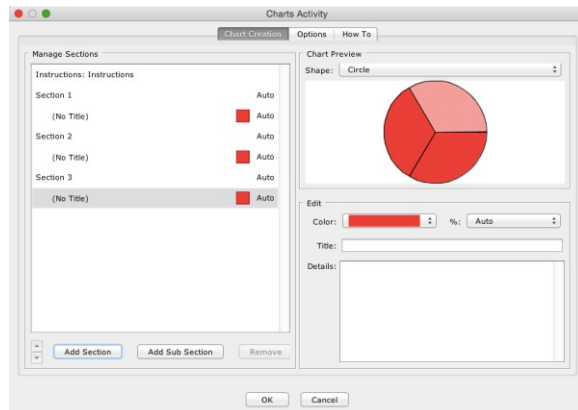 Charts Activity
Chart Creation Options How To
Manage Sections
Instructions: Instructions
Section 1 Auto
(No Title) Auto
Section 2 Auto
(No Title) Auto
Section 3 Auto
(No Title) Auto
Add Section Add Sub Section Remove
Chart Preview
Shape: Circle
Edit
Color: %: Auto
Title:
Details:
OK Cancel